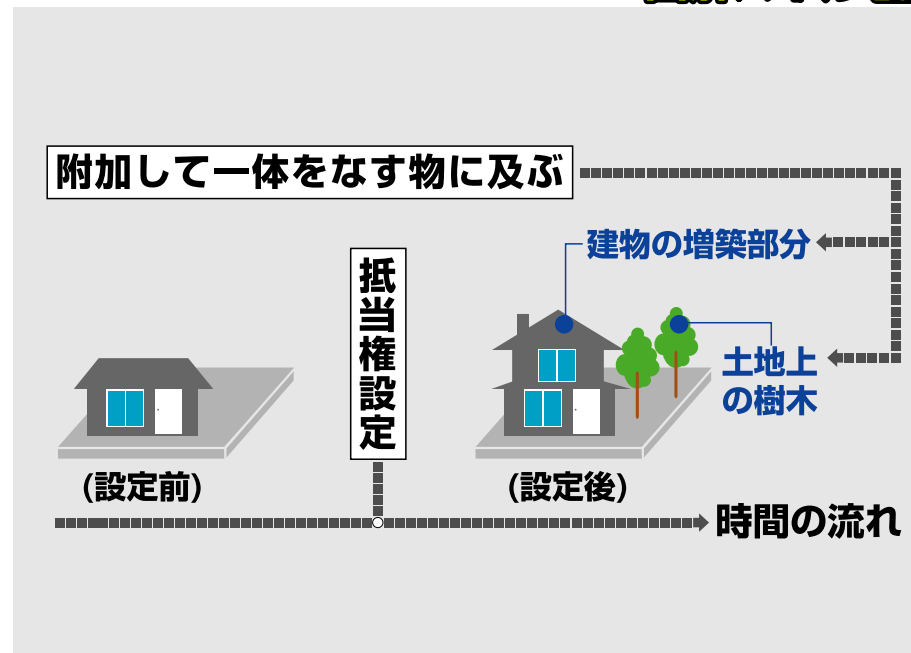 附加して一体をなす物に及ぶ
建物の増築部分
抵当権設定
土地上
の樹木
(設定前)
(設定後)
時間の流れ